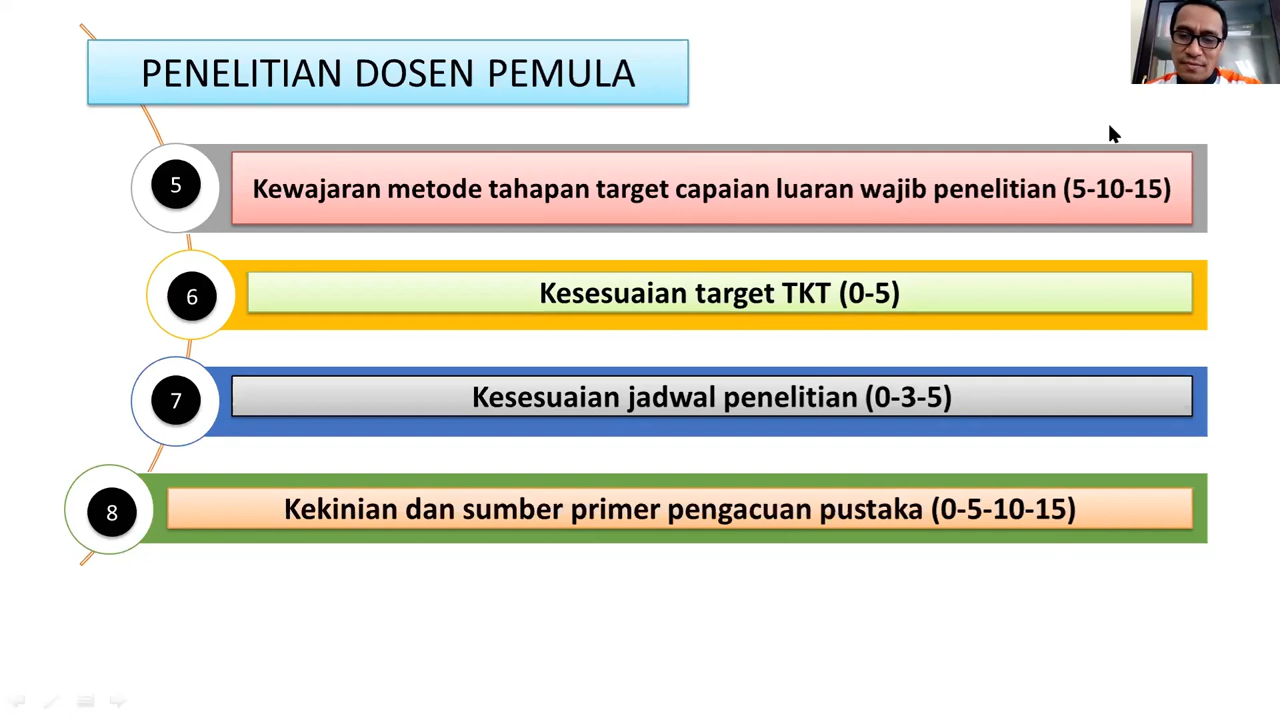 PENELITIAN DOSEN PEMULA
5
Kewajaran metode tahapan target capaian luaran wajib penelitian (5-10-15)
6
Kesesuaian target TKT (0-5)
7
Kesesuaian jadwal penelitian (0-3-5)
8
Kekinian dan sumber primer pengacuan pustaka (0-5-10-15)